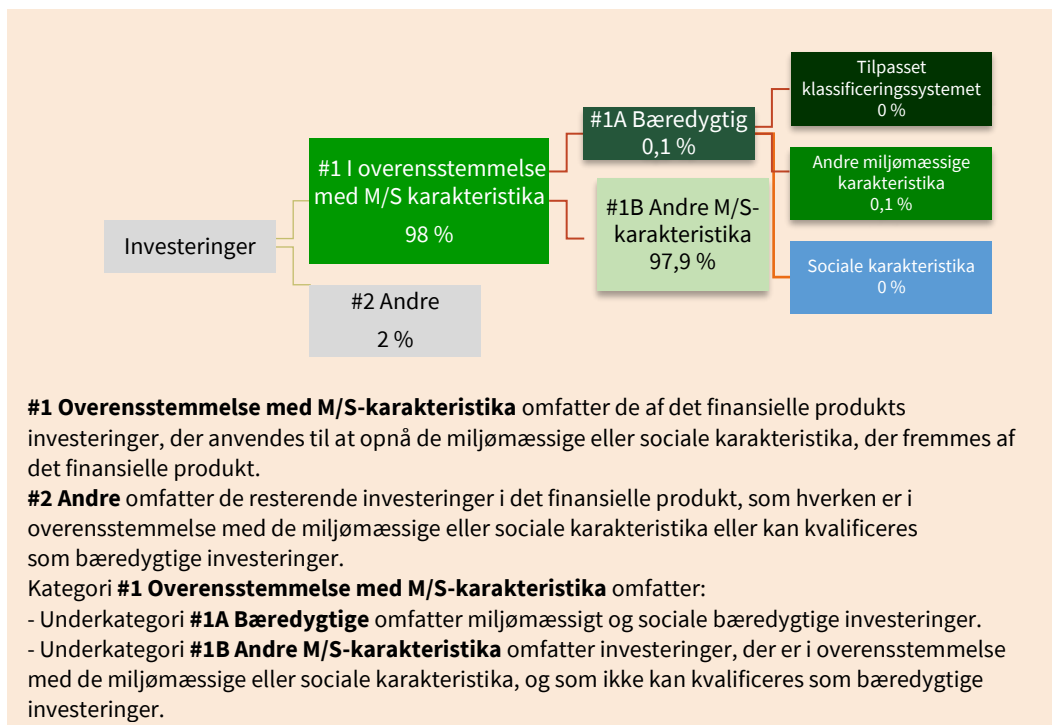 Investeringer
#1 I overensstemmelse
med M/S karakteristika
98 %
#2 Andre
2 %
#1A Bæredygtig
0,1 %
#1B Andre M/S-
karakteristika
97,9 %
Tilpasset
klassificeringssystemet
0 %
Andre miljømæssige
karakteristika
0,1 %
Sociale karakteristika
0 %
#1 Overensstemmelse med M/S-karakteristika omfatter de af det finansielle produkts
investeringer, der anvendes til at opnå de miljømæssige eller sociale karakteristika, der fremmes af
det finansielle produkt.
#2 Andre omfatter de resterende investeringer i det finansielle produkt, som hverken er i
overensstemmelse med de miljømæssige eller sociale karakteristika eller kan kvalificeres
som bæredygtige investeringer.
Kategori #1 Overensstemmelse med M/S-karakteristika omfatter:
- Underkategori #1A Bæredygtige omfatter miljømæssigt og sociale bæredygtige investeringer.
- Underkategori #1B Andre M/S-karakteristika omfatter investeringer, der er i overensstemmelse
med de miljømæssige eller sociale karakteristika, og som ikke kan kvalificeres som bæredygtige
investeringer.